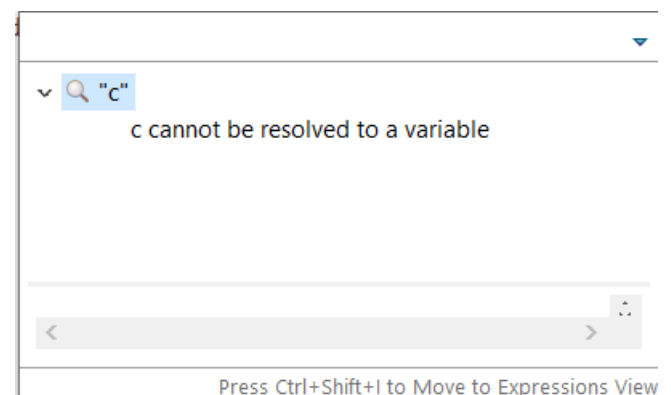 "c"
c cannot be resolved to a variable
Press Ctrl+Shift+I to Move to Expressions View